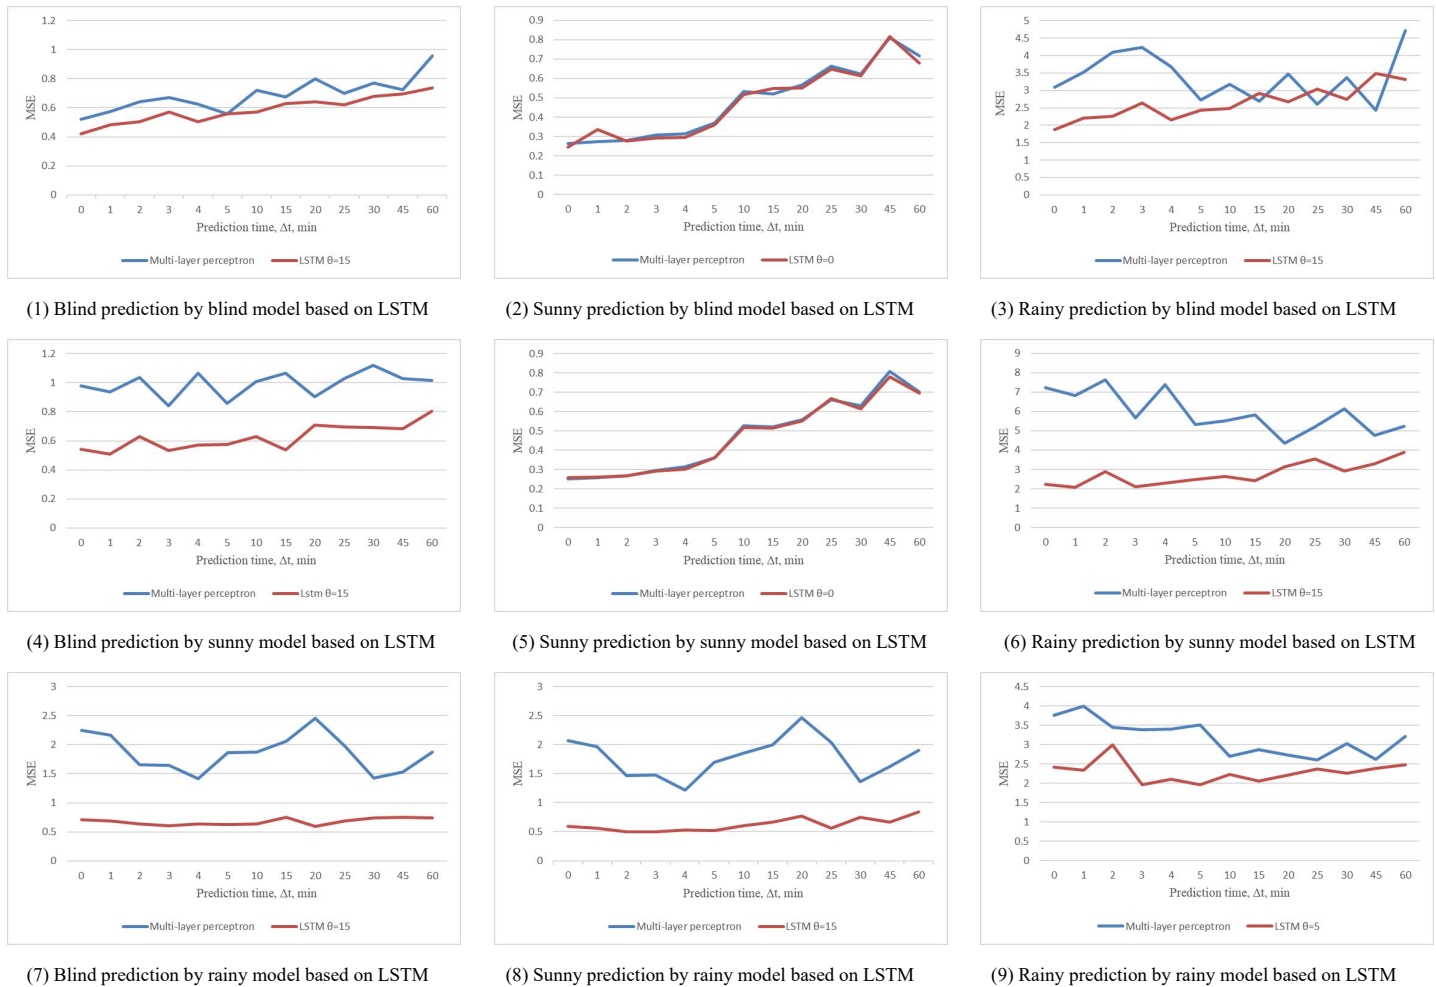 1.2
1
0.8
0.6
0.4
0.2
0
MSE
0 1 2 3 4 5 10 15 20 25 30 45 60
Prediction time, Δt, min
Multi-layer perceptron LSTM θ=15
(1) Blind prediction by blind model based on LSTM
0.9
0.8
0.7
0.6
0.5
0.4
0.3
0.2
0.1
0
MSE
0 1 2 3 4 5 10 15 20 25 30 45 60
Prediction time, Δt, min
Multi-layer perceptron LSTM θ=0
(2) Sunny prediction by blind model based on LSTM
5
4.5
4
3.5
3
2.5
2
1.5
1
0.5
0
MSE
0 1 2 3 4 5 10 15 20 25 30 45 60
Prediction time, Δt, min
Multi-layer perceptron LSTM θ=15
(3) Rainy prediction by blind model based on LSTM
1.2
1
0.8
0.6
0.4
0.2
0
MSE
0 1 2 3 4 5 10 15 20 25 30 45 60
Prediction time, Δt, min
Multi-layer perceptron Lstm θ=15
(4) Blind prediction by sunny model based on LSTM
0.9
0.8
0.7
0.6
0.5
0.4
0.3
0.2
0.1
0
MSE
0 1 2 3 4 5 10 15 20 25 30 45 60
Prediction time, Δt, min
Multi-layer perceptron LSTM θ=0
(5) Sunny prediction by sunny model based on LSTM
9
8
7
6
5
4
3
2
1
0
MSE
0 1 2 3 4 5 10 15 20 25 30 45 60
Prediction time, Δt, min
Multi-layer perceptron LSTM θ=15
(6) Rainy prediction by sunny model based on LSTM
3
2.5
2
1.5
1
0.5
0
MSE
0 1 2 3 4 5 10 15 20 25 30 45 60
Prediction time, Δt, min
Multi-layer perceptron LSTM θ=15
(7) Blind prediction by rainy model based on LSTM
3
2.5
2
1.5
1
0.5
0
MSE
0 1 2 3 4 5 10 15 20 25 30 45 60
Prediction time, Δt, min
Multi-layer perceptron LSTM θ=15
(8) Sunny prediction by rainy model based on LSTM
4.5
4
3.5
3
2.5
2
1.5
1
0.5
0
MSE
0 1 2 3 4 5 10 15 20 25 30 45 60
Prediction time, Δt, min
Multi-layer perceptron LSTM θ=5
(9) Rainy prediction by rainy model based on LSTM